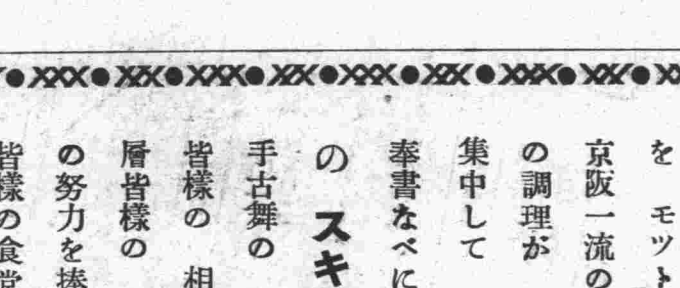 を モット
京阪一流の
の調理が
集中して
奉書なべに
の スキ
手古舞の
皆様の 相
層皆様の
の努力を捧
皆様の食堂